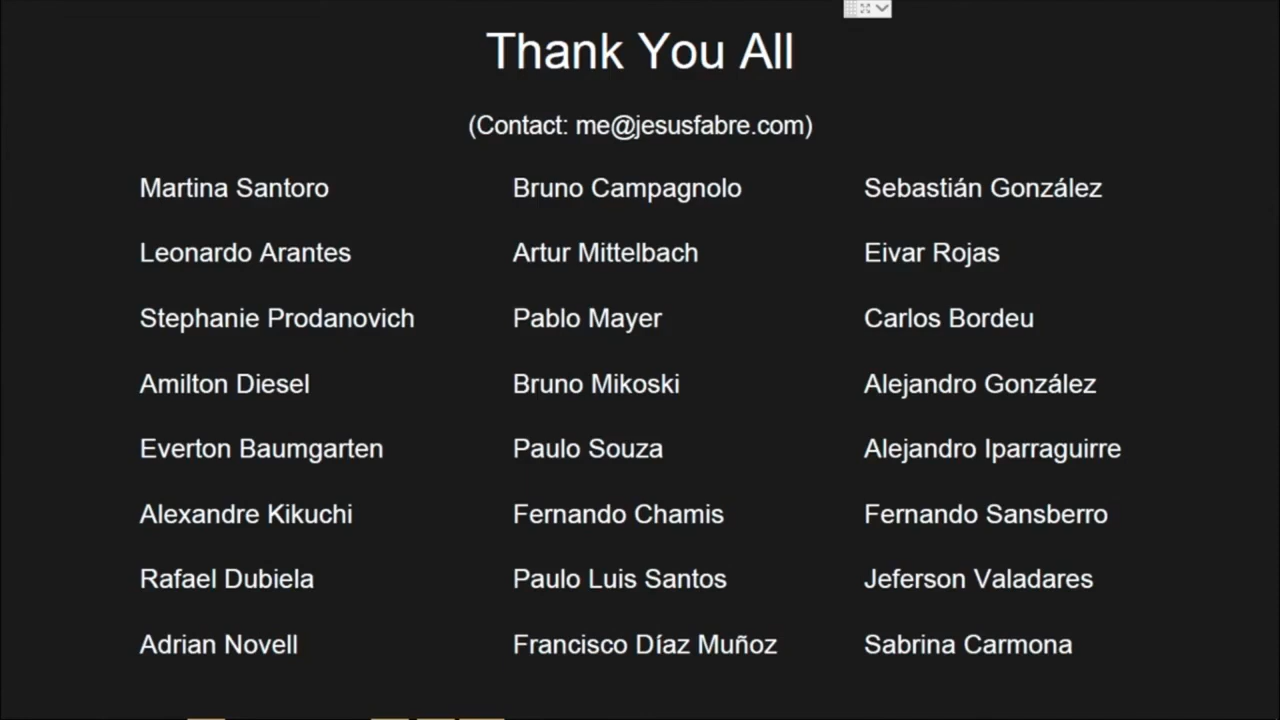 Thank You All
(Contact: me@jesusfabre.com)
Martina Santoro
Leonardo Arantes
Stephanie Prodanovich
Amilton Diesel
Everton Baumgarten
Alexandre Kikuchi
Rafael Dubiela
Adrian Novell
Bruno Campagnolo
Artur Mittelbach
Pablo Mayer
Bruno Mikoski
Paulo Souza
Fernando Chamis
Paulo Luis Santos
Francisco Díaz Muñoz
Sebastián González
Eivar Rojas
Carlos Bordeu
Alejandro González
Alejandro Iparraguirre
Fernando Sansberro
Jeferson Valadares
Sabrina Carmona